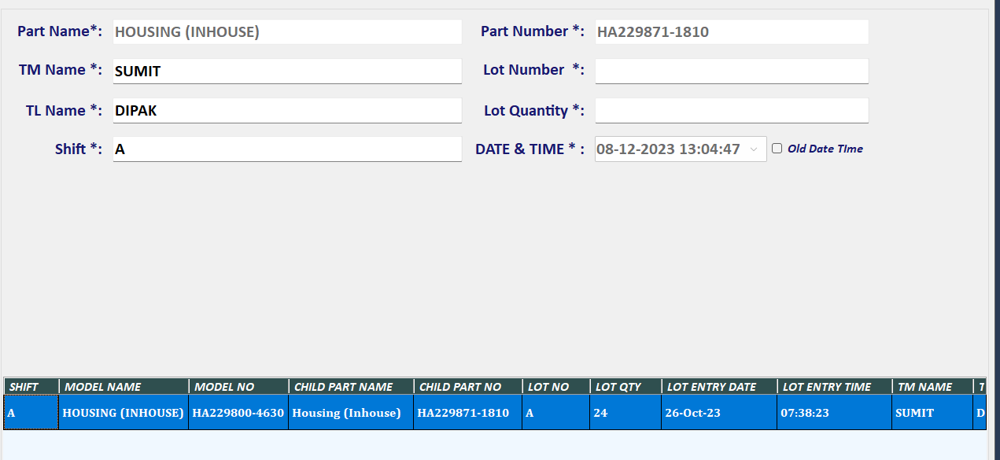 Part Name*: HOUSING (INHOUSE) Part Number *: HA229871-1810
TM Name *: SUMIT Lot Number *:
TL Name *: DIPAK Lot Quantity *:
Shift *: A DATE & TIME * : 08-12-2023 13:04:47 Old Date TIme
SHIFT MODEL NAME MODEL NO CHILD PART NAME CHILD PART NO LOT NO LOT QTY LOT ENTRY DATE LOT ENTRY TIME TM NAME T
A HOUSING (INHOUSE) HA229800-4630 Housing (Inhouse) HA229871-1810 A 24 26-Oct-23 07:38:23 SUMIT D